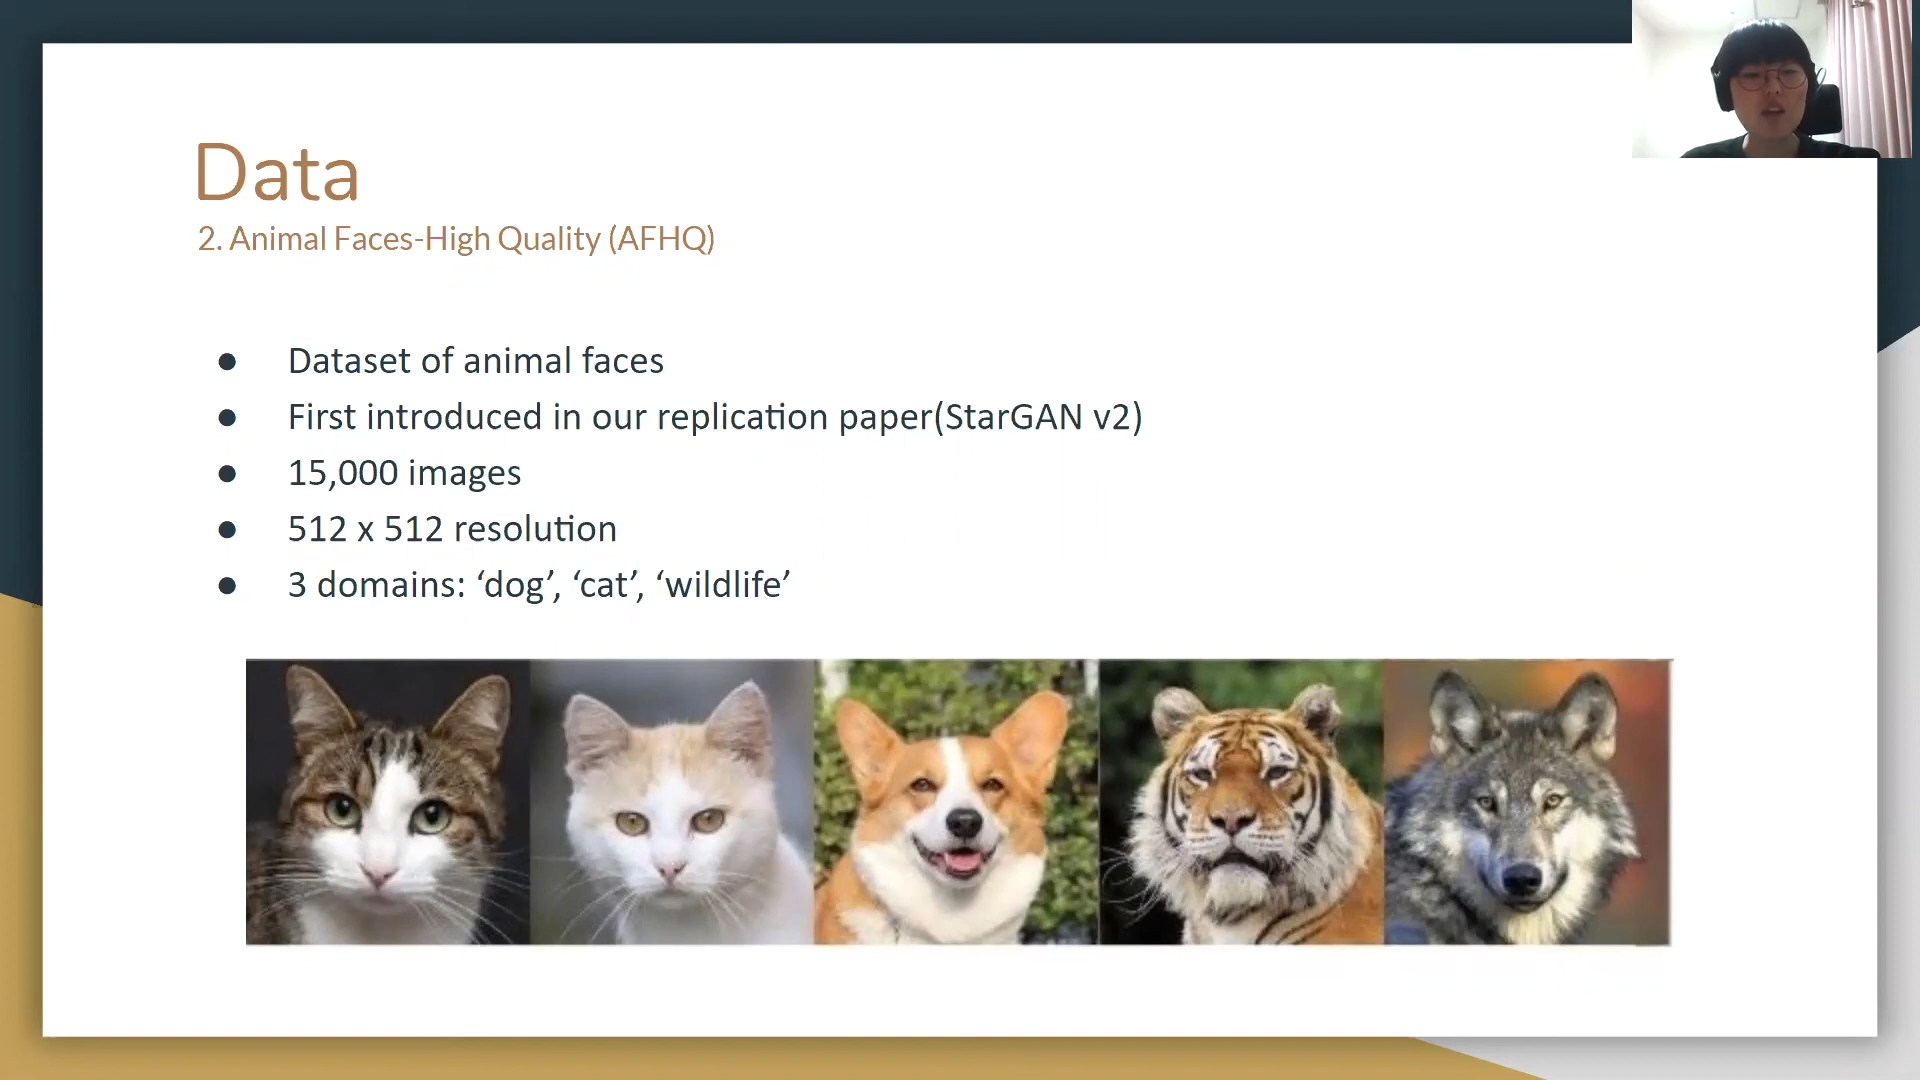 Data
2. Animal Faces-High Quality (AFHQ)
● Dataset of animal faces
● First introduced in our replication paper(StarGAN v2)
● 15,000 images
● 512 x 512 resolution
● 3 domains: ‘dog’, ‘cat’, ‘wildlife’